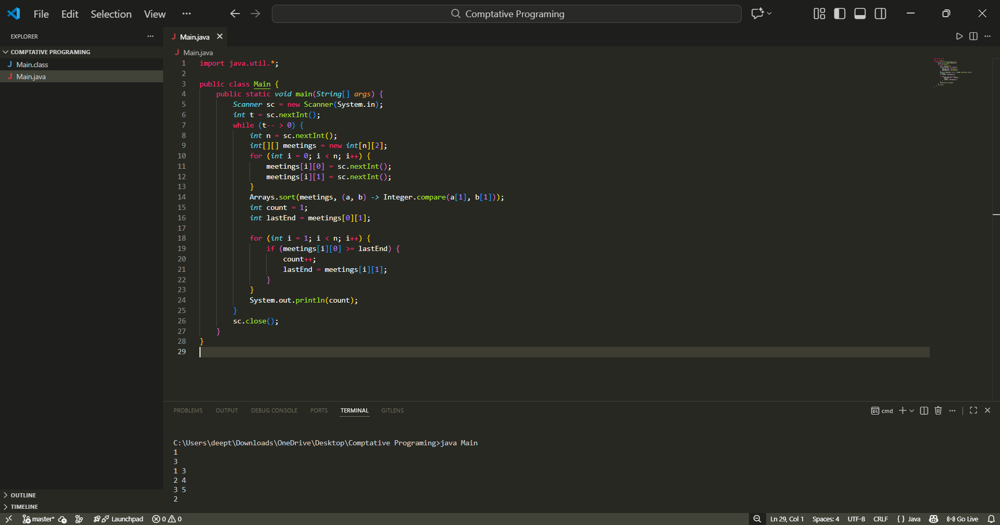 File Edit Selection View ··· Comptative Programing
EXPLORER ···
COMPTATIVE PROGRAMING
J Main.class
J Main.java
OUTLINE
TIMELINE
J Main.java ···
J Main.java
1 import java.util.*;
2
3 public class Main {
4 public static void main(String[] args) {
5 Scanner sc = new Scanner(System.in);
6 int t = sc.nextInt();
7 while (t-- > 0) {
8 int n = sc.nextInt();
9 int[][] meetings = new int[n][2];
10 for (int i = 0; i < n; i++) {
11 meetings[i][0] = sc.nextInt();
12 meetings[i][1] = sc.nextInt();
13 }
14 Arrays.sort(meetings, (a, b) -> Integer.compare(a[1], b[1]));
15 int count = 1;
16 int lastEnd = meetings[0][1];
17
18 for (int i = 1; i < n; i++) {
19 if (meetings[i][0] >= lastEnd) {
20 count++;
21 lastEnd = meetings[i][1];
22 }
23 }
24 System.out.println(count);
25 }
26 sc.close();
27 }
28 }
29
PROBLEMS OUTPUT DEBUG CONSOLE PORTS TERMINAL GITLENS cmd ···
C:\Users\deept\Downloads\OneDrive\Desktop\Comptative Programing>java Main
1
3
1 3
2 4
3 5
2
master* Launchpad 0 0 Ln 29, Col 1 Spaces: 4 UTF-8 CRLF { } Java Go Live